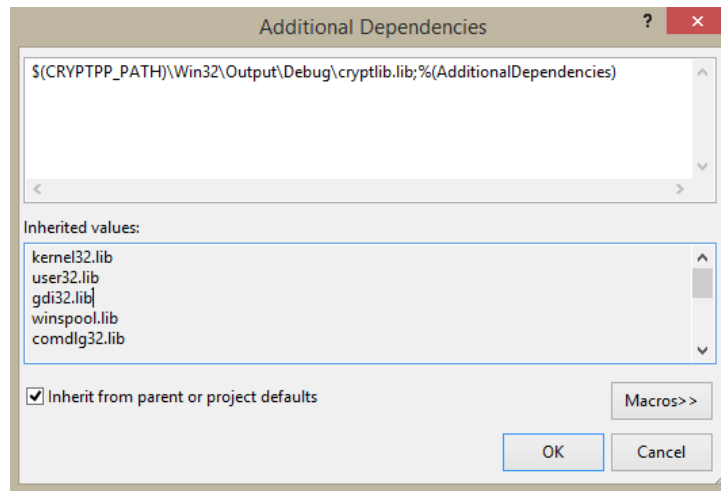 Additional Dependencies
?
$(CRYPTPP_PATH)\Win32\Output\Debug\cryptlib.lib;%(AdditionalDependencies)
Inherited values:
kernel32.lib
user32.lib
gdi32.lib
winspool.lib
comdlg32.lib
Inherit from parent or project defaults
Macros>>
OK
Cancel